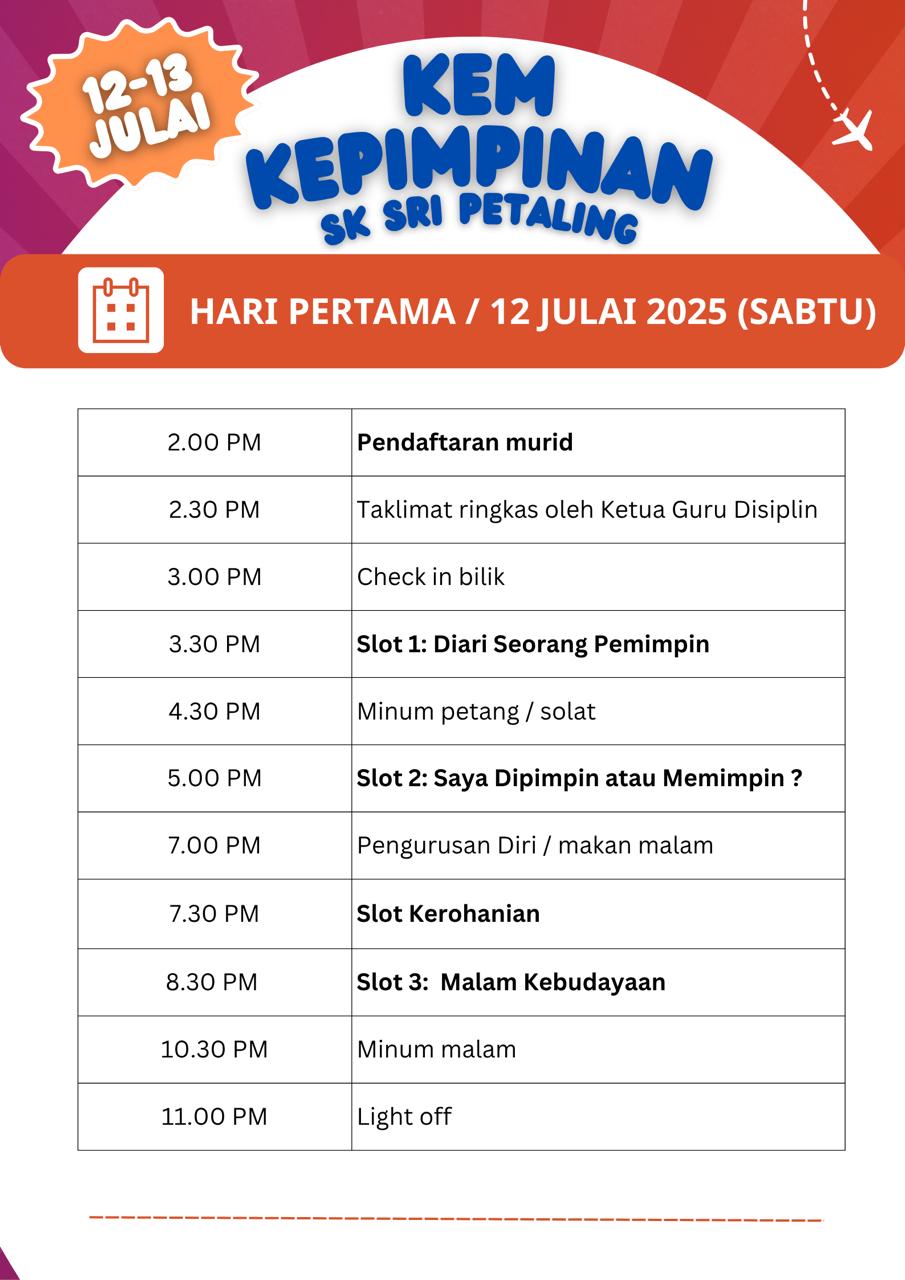 12-13
JULAI
KEM
KEPIMPINAN
SK SRI PETALING
HARI PERTAMA / 12 JULAI 2025 (SABTU)
2.00 PM Pendaftaran murid
2.30 PM Taklimat ringkas oleh Ketua Guru Disiplin
3.00 PM Check in bilik
3.30 PM Slot 1: Diari Seorang Pemimpin
4.30 PM Minum petang / solat
5.00 PM Slot 2: Saya Dipimpin atau Memimpin ?
7.00 PM Pengurusan Diri / makan malam
7.30 PM Slot Kerohanian
8.30 PM Slot 3: Malam Kebudayaan
10.30 PM Minum malam
11.00 PM Light off